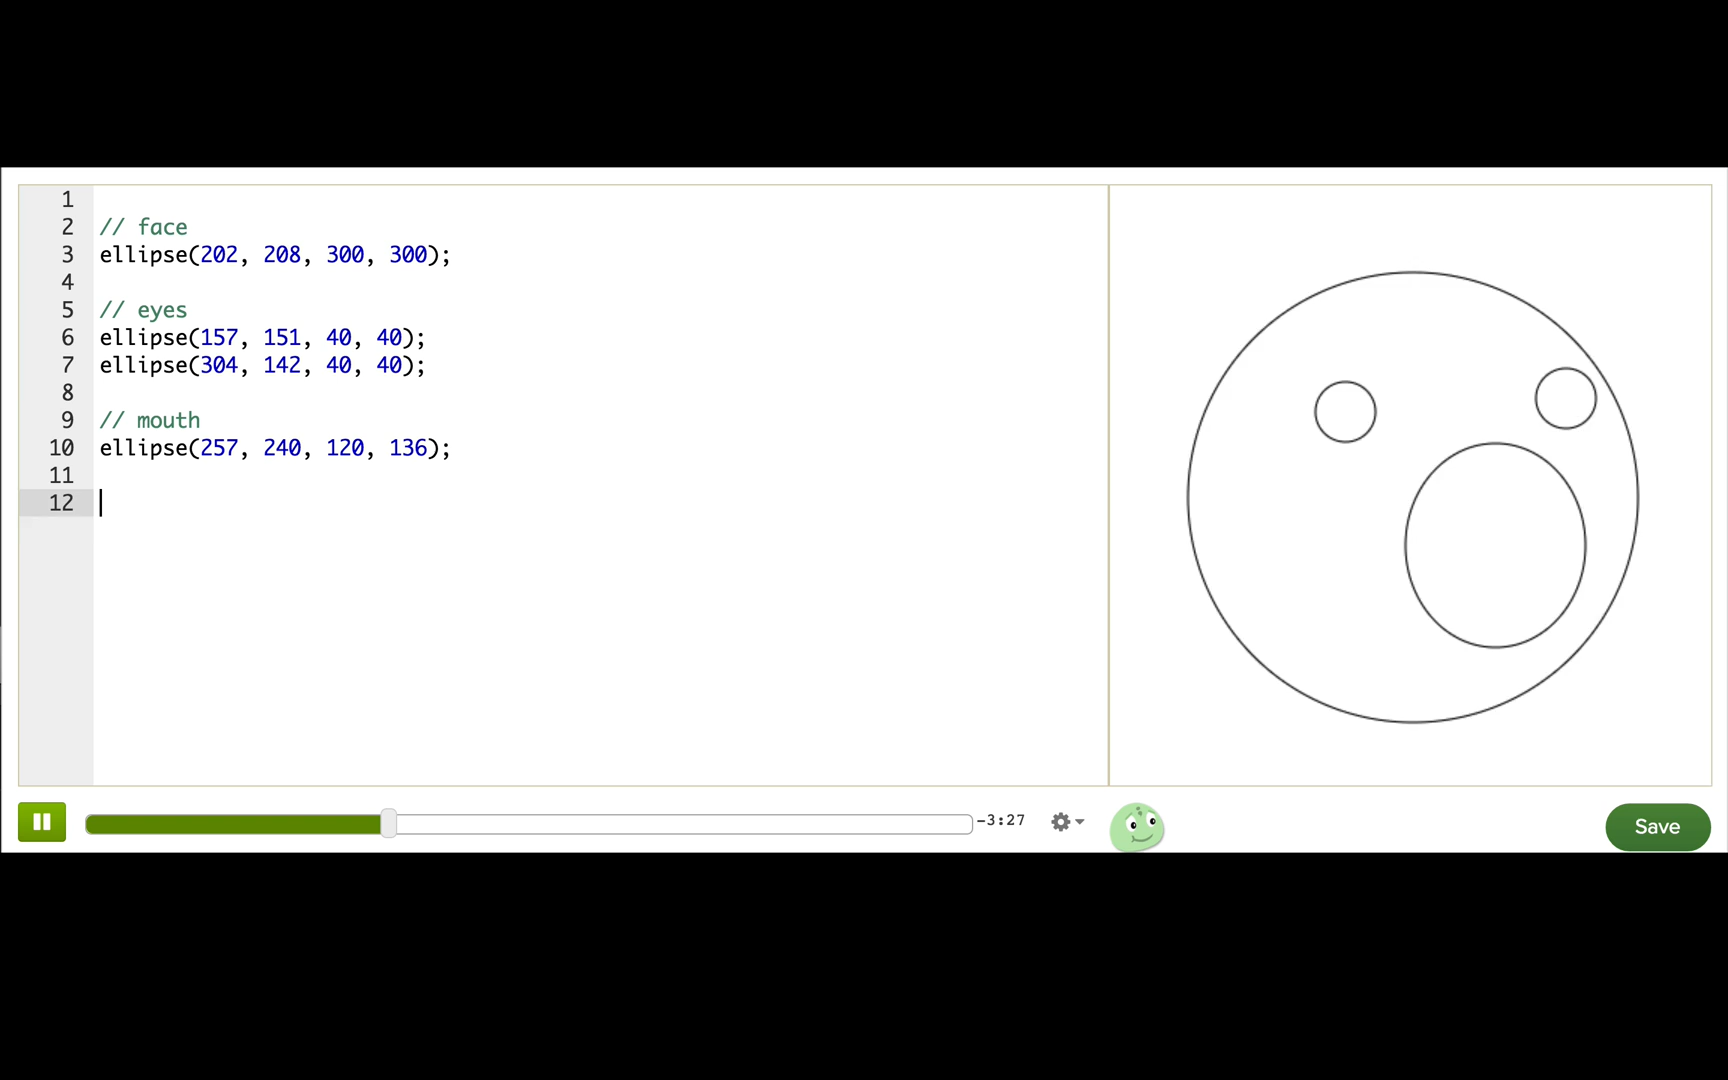 1
2 // face
3 ellipse(202, 208, 300, 300);
4
5 // eyes
6 ellipse(157, 151, 40, 40);
7 ellipse(304, 142, 40, 40);
8
9 // mouth
10 ellipse(257, 240, 120, 136);
11
12
-3:27
Save